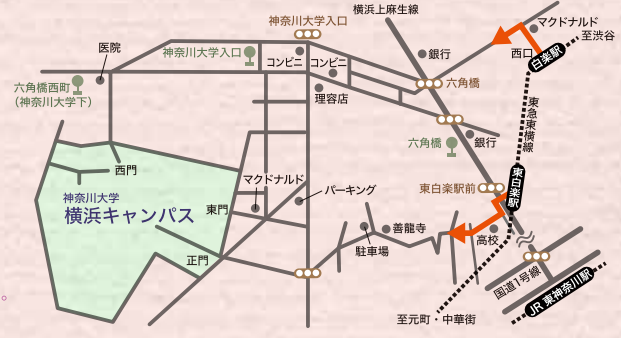 横浜上麻生線
神奈川大学入口
マクドナルド
至渋谷
西口
白楽駅
医院
神奈川大学入口
コンビニ
コンビニ
銀行
六角橋
六角橋西町
(神奈川大学下)
理容店
東急東横線
六角橋
銀行
西門
マクドナルド
パーキング
東白楽駅前
東白楽駅
神奈川大学
横浜キャンパス
東門
善龍寺
駐車場
高校
正門
国道1号線
JR 東神奈川駅
至元町・中華街